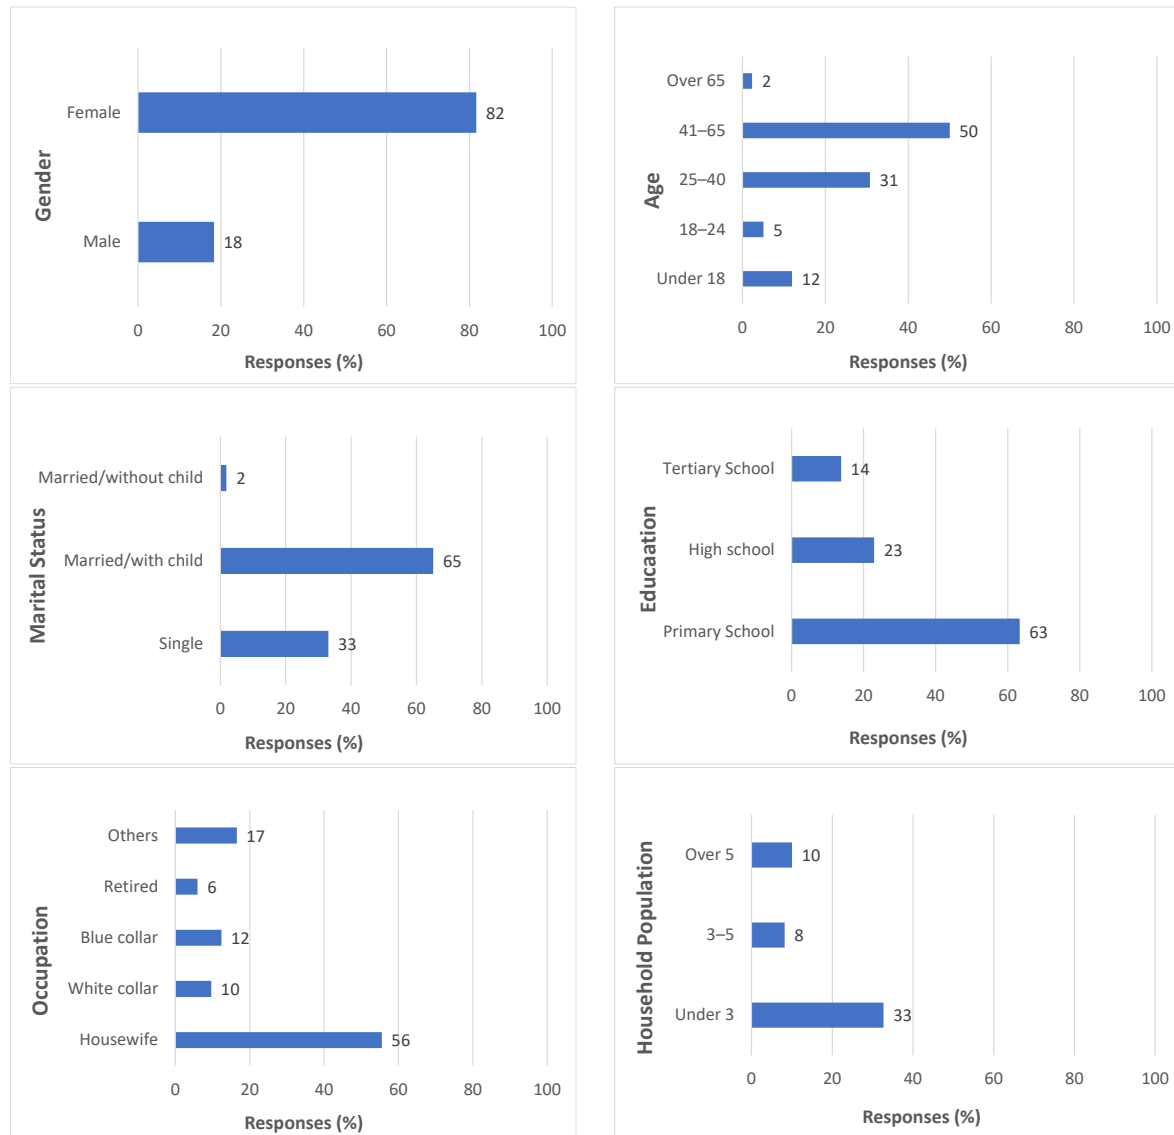 Gender
Female
82
Male
18
0 20 40 60 80 100
Responses (%)
Age
Over 65
2
41–65
50
25–40
31
18–24
5
Under 18
12
0 20 40 60 80 100
Responses (%)
Marital Status
Married/without child
2
Married/with child
65
Single
33
0 20 40 60 80 100
Responses (%)
Educaation
Tertiary School
14
High school
23
Primary School
63
0 20 40 60 80 100
Responses (%)
Occupation
Others
17
Retired
6
Blue collar
12
White collar
10
Housewife
56
0 20 40 60 80 100
Responses (%)
Household Population
Over 5
10
3–5
8
Under 3
33
0 20 40 60 80 100
Responses (%)